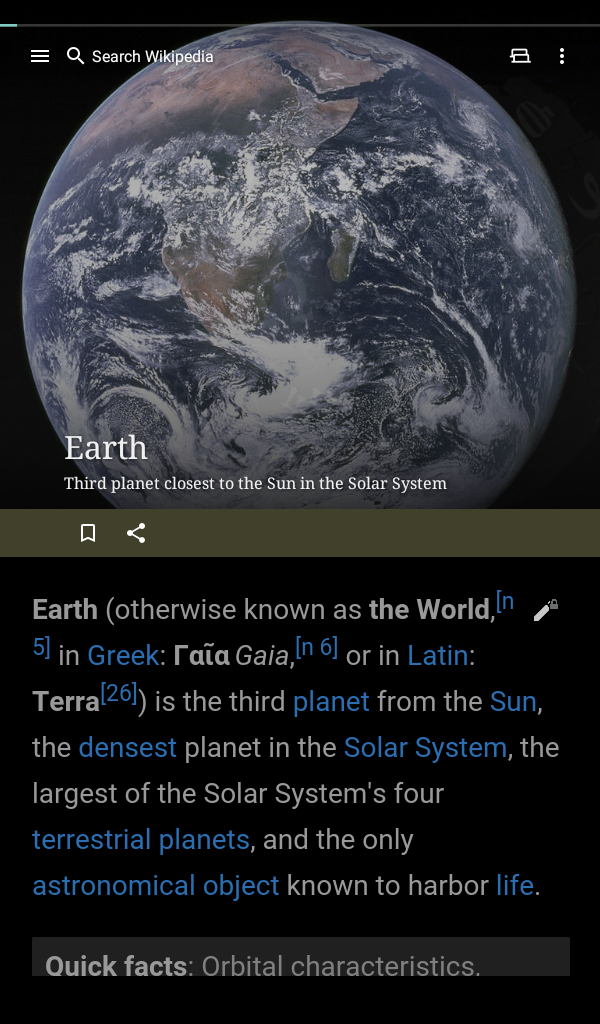 Search Wikipedia
Earth
Third planet closest to the Sun in the Solar System
Earth (otherwise known as the World,[n
5] in Greek: Γαῖα Gaia,[n 6] or in Latin:
Terra[26]) is the third planet from the Sun,
the densest planet in the Solar System, the
largest of the Solar System's four
terrestrial planets, and the only
astronomical object known to harbor life.
Quick facts: Orbital characteristics.